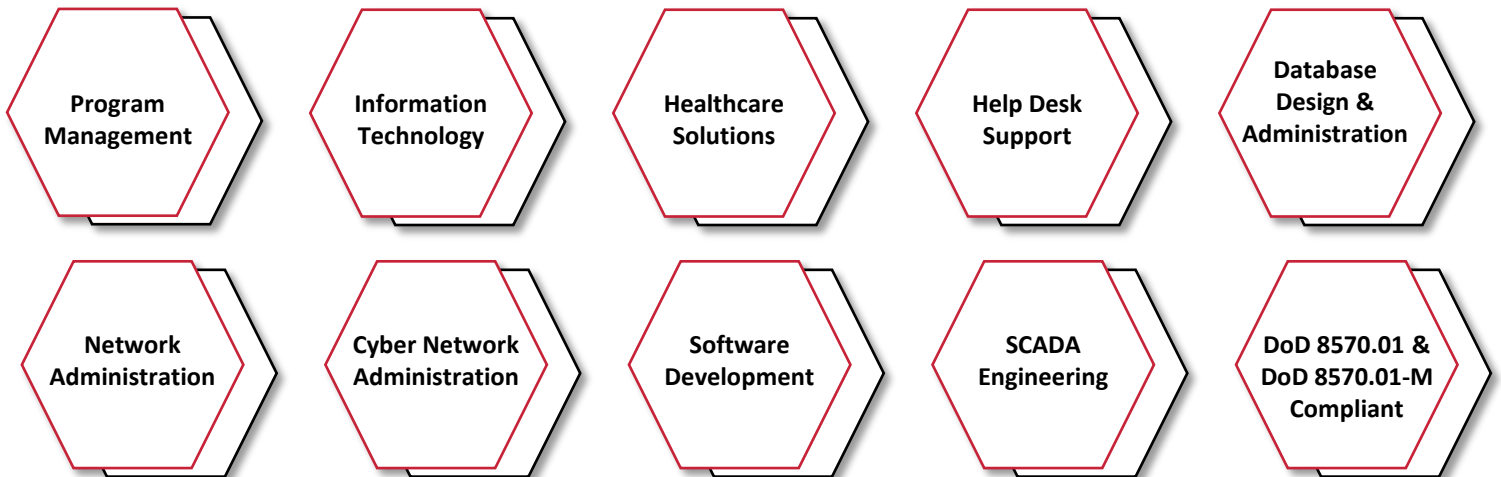 Program
Management
Information
Technology
Healthcare
Solutions
Help Desk
Support
Database
Design &
Administration
Network
Administration
Cyber Network
Administration
Software
Development
SCADA
Engineering
DoD 8570.01 &
DoD 8570.01-M
Compliant